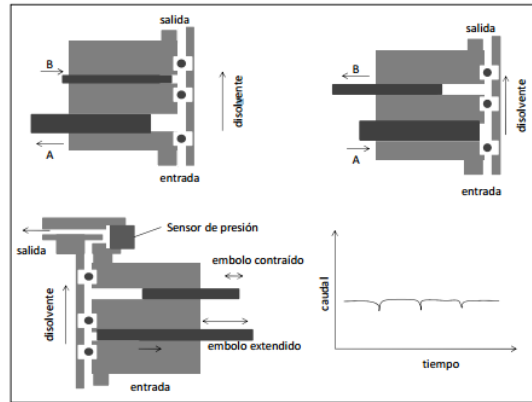 salida
B
disolvente
A
entrada
salida
B
disolvente
A
entrada
Sensor de presión
salida
embolo contraído
disolvente
embolo extendido
entrada
caudal
tiempo